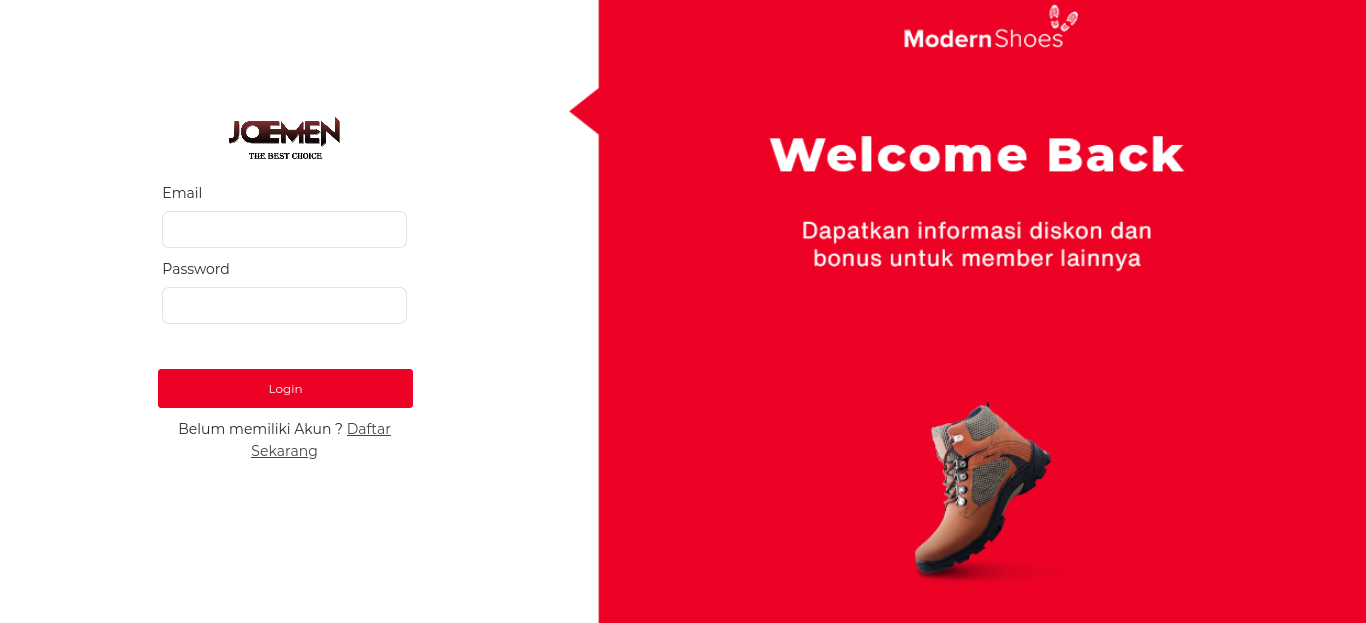 JOEMEN
THE BEST CHOICE
Email
Password
Login
Belum memiliki Akun ? Daftar
Sekarang
ModernShoes
Welcome Back
Dapatkan informasi diskon dan
bonus untuk member lainnya